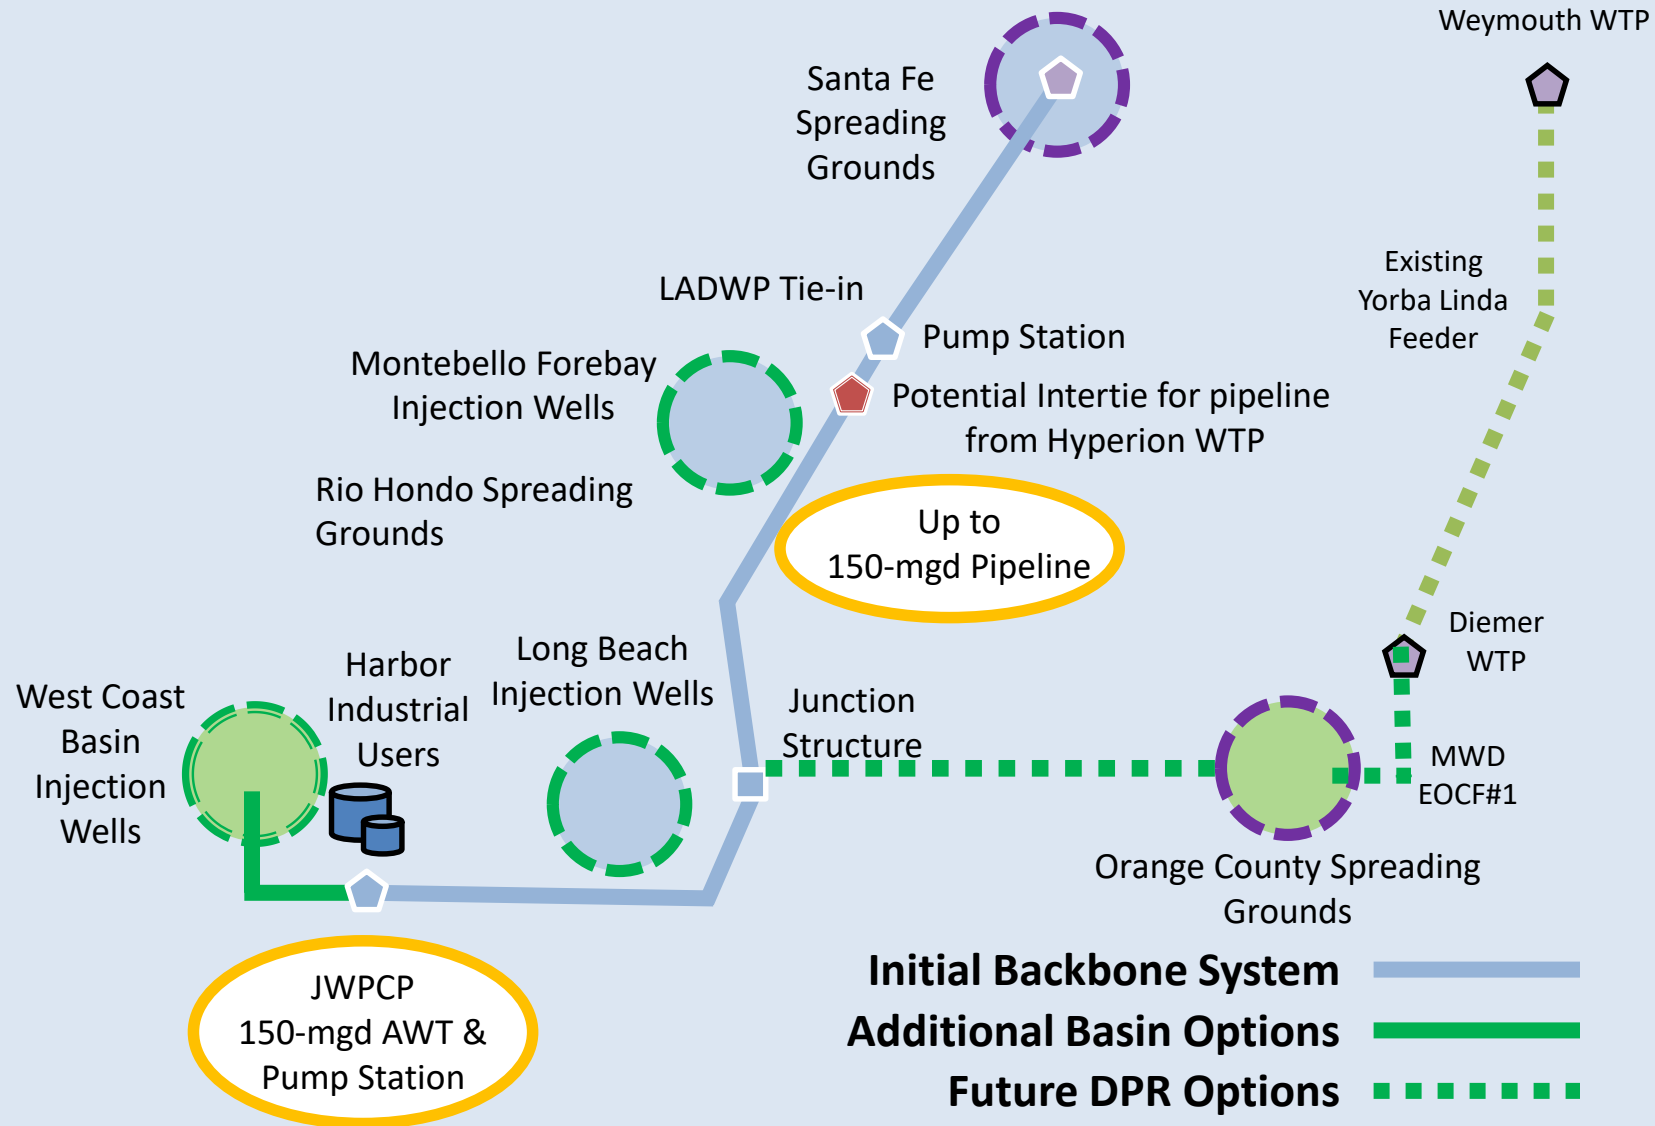 Weymouth WTP
Santa Fe
Spreading
Grounds
Existing
Yorba Linda
Feeder
LADWP Tie-in
Pump Station
Montebello Forebay
Injection Wells
Potential Intertie for pipeline
from Hyperion WTP
Rio Hondo Spreading
Grounds
Up to
150-mgd Pipeline
Diemer
WTP
Long Beach
Injection Wells
Harbor
Industrial
Users
West Coast
Basin
Injection
Wells
Junction
Structure
MWD
EOCF#1
Orange County Spreading
Grounds
JWPCP
150-mgd AWT &
Pump Station
Initial Backbone System
Additional Basin Options
Future DPR Options